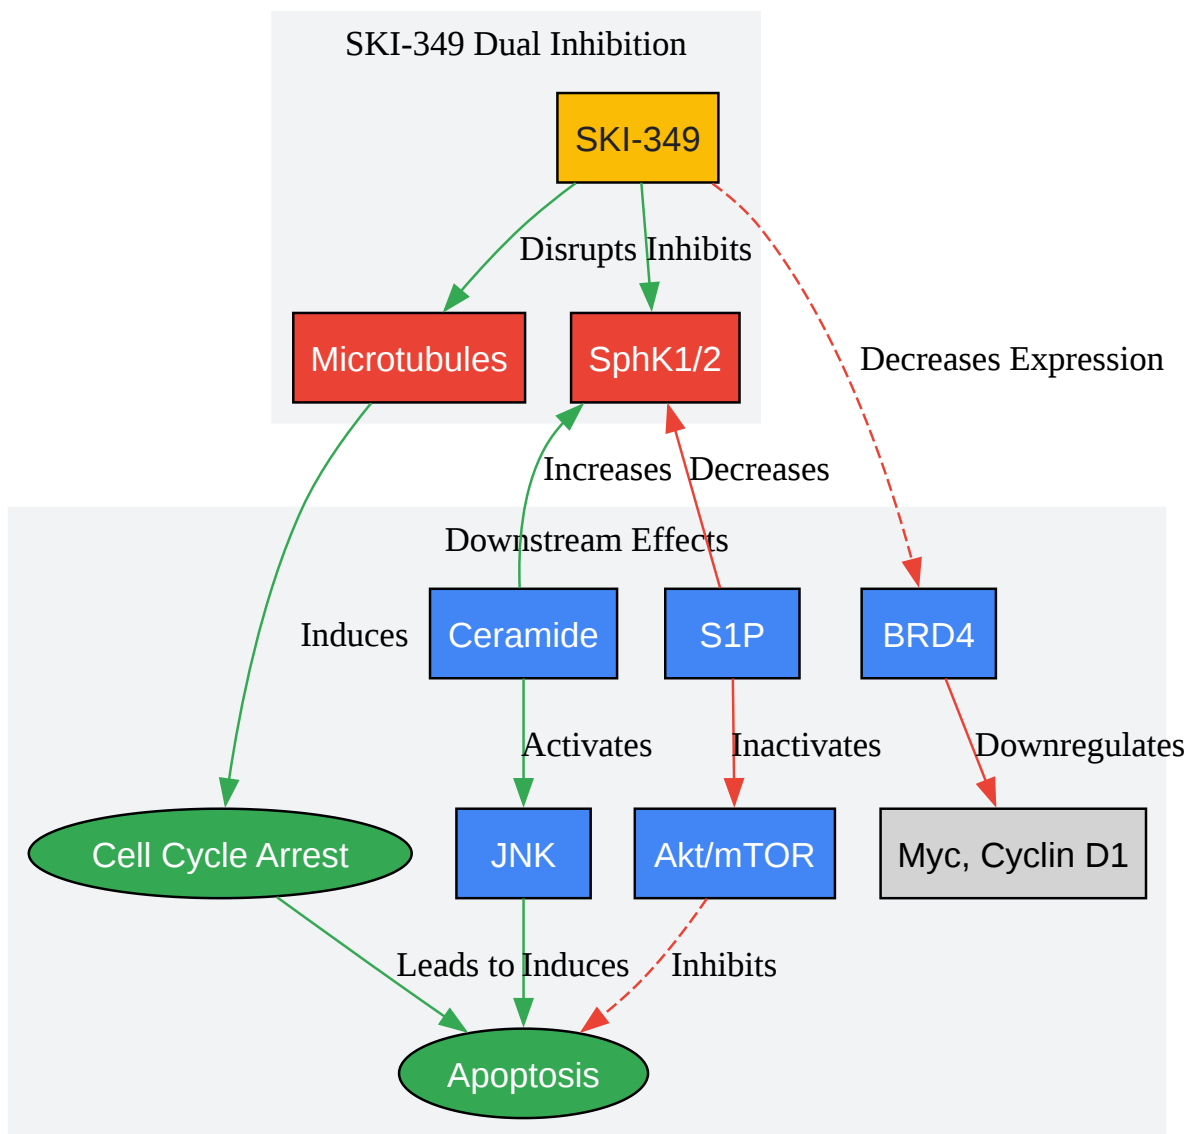 SKI-349 Dual Inhibition
SKI-349
Disrupts
Inhibits
Microtubules
SphK1/2
Decreases Expression
Increases
Decreases
Downstream Effects
Induces
Ceramide
S1P
BRD4
Activates
Inactivates
Downregulates
Cell Cycle Arrest
JNK
Akt/mTOR
Myc, Cyclin D1
Leads to
Induces
Inhibits
Apoptosis